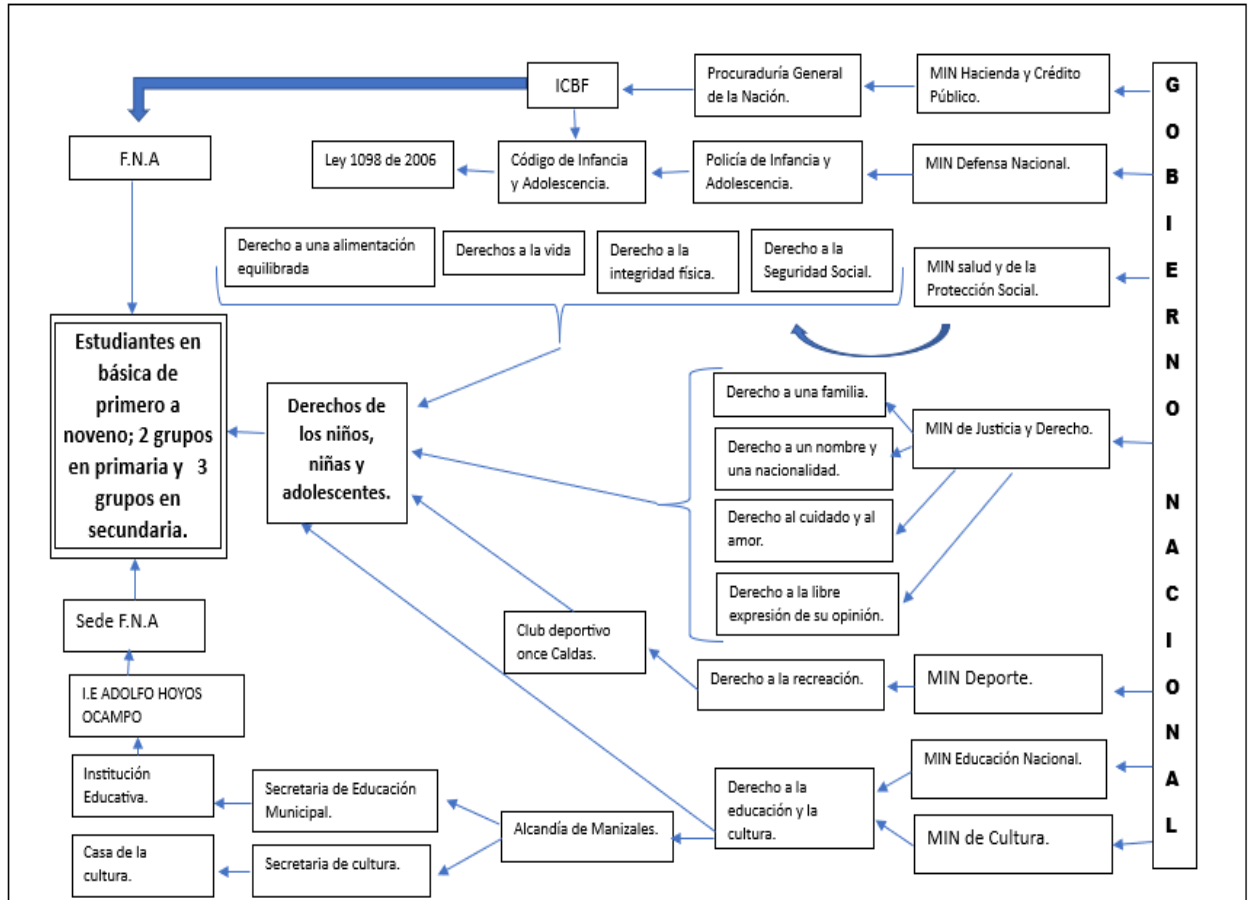 ICBF
Procuraduría General
de la Nación.
MIN Hacienda y Crédito
Público.
GOBIERNO NACIONAL
F.N.A
Ley 1098 de 2006
Código de Infancia
y Adolescencia.
Policía de Infancia y
Adolescencia.
MIN Defensa Nacional.
Derecho a una alimentación
equilibrada
Derechos a la vida
Derecho a la
integridad física.
Derecho a la
Seguridad Social.
MIN salud y de la
Protección Social.
Estudiantes en
básica de
primero a
noveno; 2 grupos
en primaria y 3
grupos en
secundaria.
Derechos de
los niños,
niñas y
adolescentes.
Derecho a una familia.
Derecho a un nombre y
una nacionalidad.
Derecho al cuidado y al
amor.
Derecho a la libre
expresión de su opinión.
MIN de Justicia y Derecho.
Sede F.N.A
Club deportivo
once Caldas.
Derecho a la recreación.
MIN Deporte.
I.E ADOLFO HOYOS
OCAMPO
Institución
Educativa.
Secretaria de Educación
Municipal.
Alcandía de Manizales.
Derecho a la
educación y la
cultura.
MIN Educación Nacional.
MIN de Cultura.
Casa de la
cultura.
Secretaria de cultura.